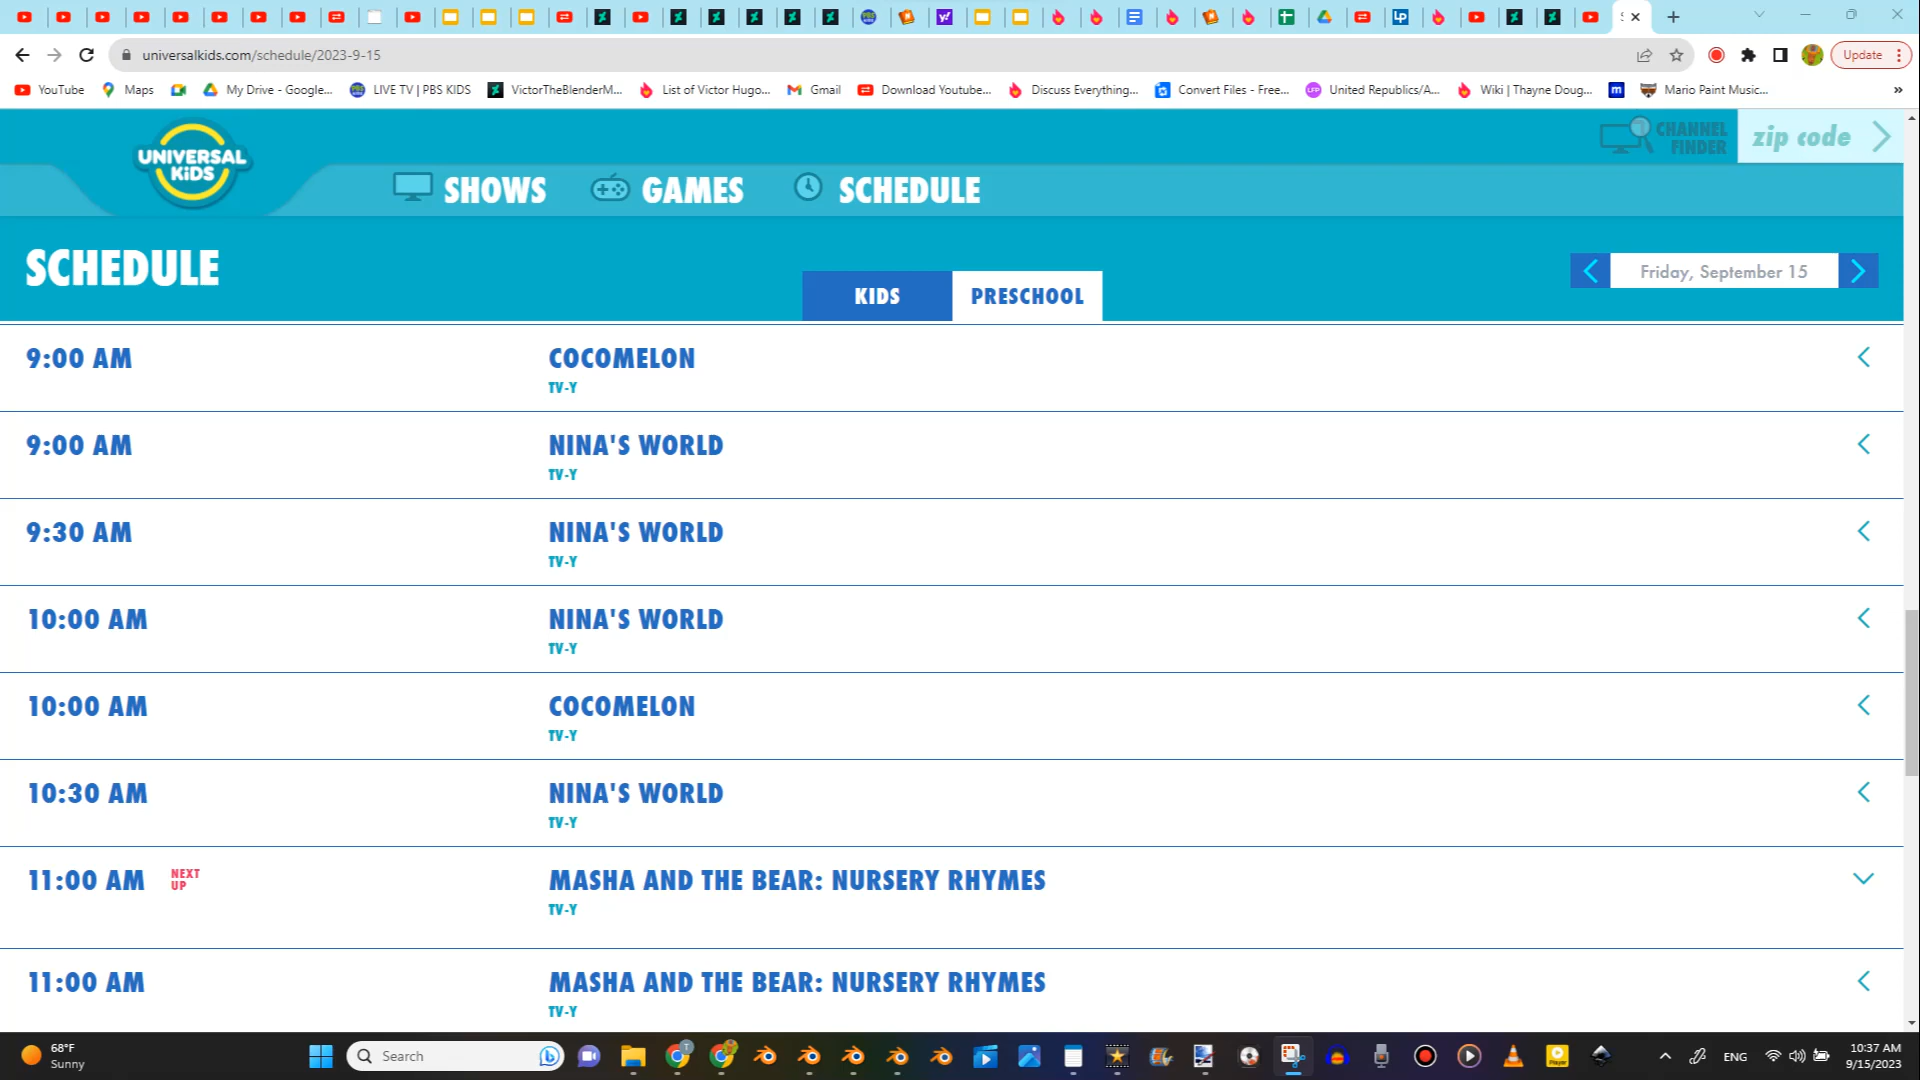 universalkids.com/schedule/2023-9-15
Update
YouTube
Maps
My Drive - Google...
LIVE TV | PBS KIDS
VictorTheBlenderM...
List of Victor Hugo...
Gmail
Download Youtube...
Discuss Everything...
Convert Files - Free...
United Republics/A...
Wiki | Thayne Doug...
Mario Paint Music...
»
UNIVERSAL
KiDS
SHOWS
GAMES
SCHEDULE
CHANNEL
FINDER
zip code
SCHEDULE
KIDS
PRESCHOOL
Friday, September 15
9:00 AM
COCOMELON
TV-Y
9:00 AM
NINA'S WORLD
TV-Y
9:30 AM
NINA'S WORLD
TV-Y
10:00 AM
NINA'S WORLD
TV-Y
10:00 AM
COCOMELON
TV-Y
10:30 AM
NINA'S WORLD
TV-Y
11:00 AM
NEXT
UP
MASHA AND THE BEAR: NURSERY RHYMES
TV-Y
11:00 AM
MASHA AND THE BEAR: NURSERY RHYMES
TV-Y
68°F
Sunny
Search
ENG
10:37 AM
9/15/2023